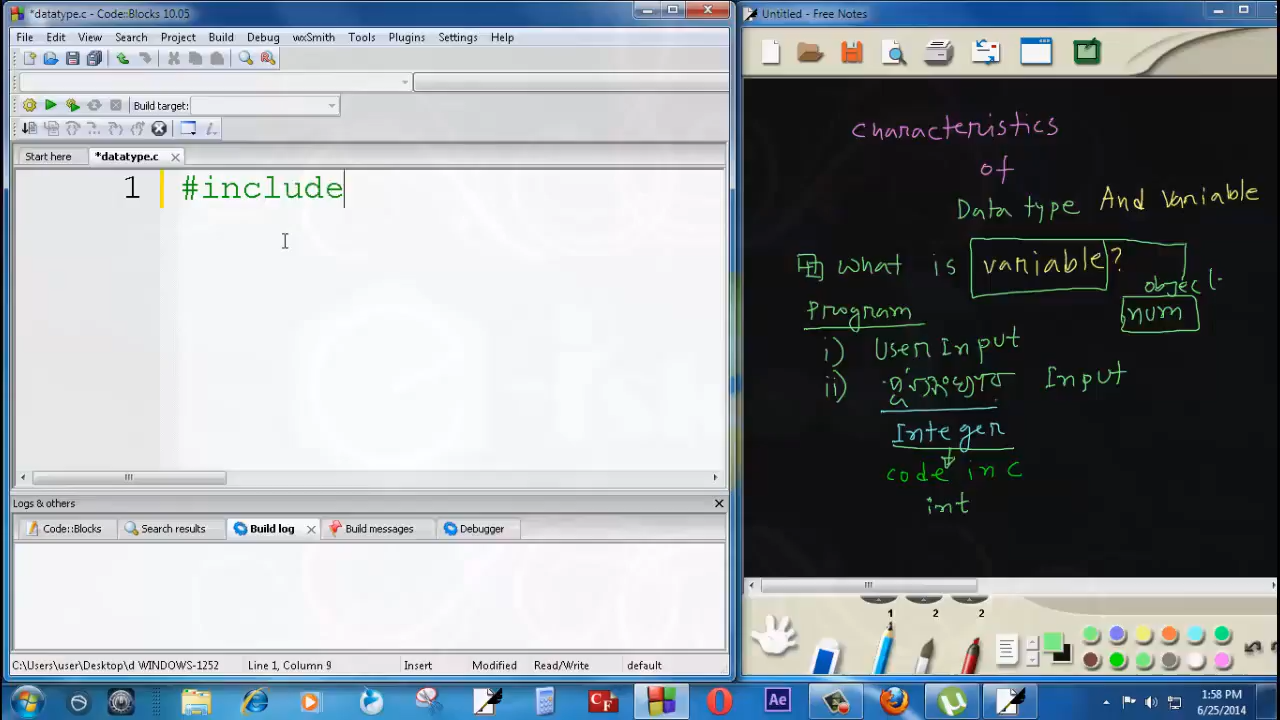 *datatype.c - Code::Blocks 10.05
File Edit View Search Project Build Debug wxSmith Tools Plugins Settings Help
Build target:
Start here *datatype.c
1 #include
Logs & others
Code::Blocks Search results Build log Build messages Debugger
C:\Users\user\Desktop\d WINDOWS-1252 Line 1, Column 9 Insert Modified Read/Write default
Untitled - Free Notes
characteristics
of
Data type And variable
What is variable?
object
num
Program
i) User Input
ii) Input
Integer
code in C
int
1 2 2
CF Ae
1:58 PM
6/25/2014